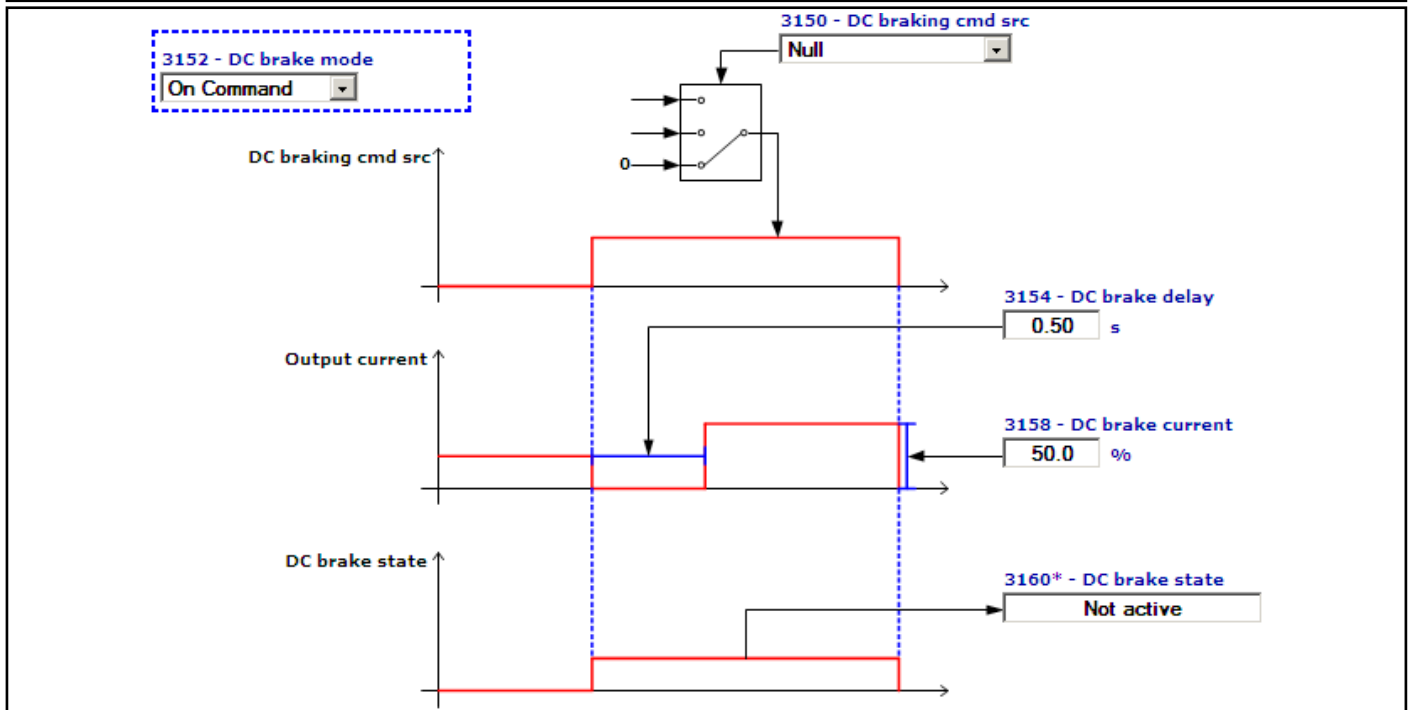 3150 - DC braking cmd src
Null
3152 - DC brake mode
On Command
DC braking cmd src
0
3154 - DC brake delay
0.50 s
Output current
3158 - DC brake current
50.0 %
DC brake state
3160* - DC brake state
Not active